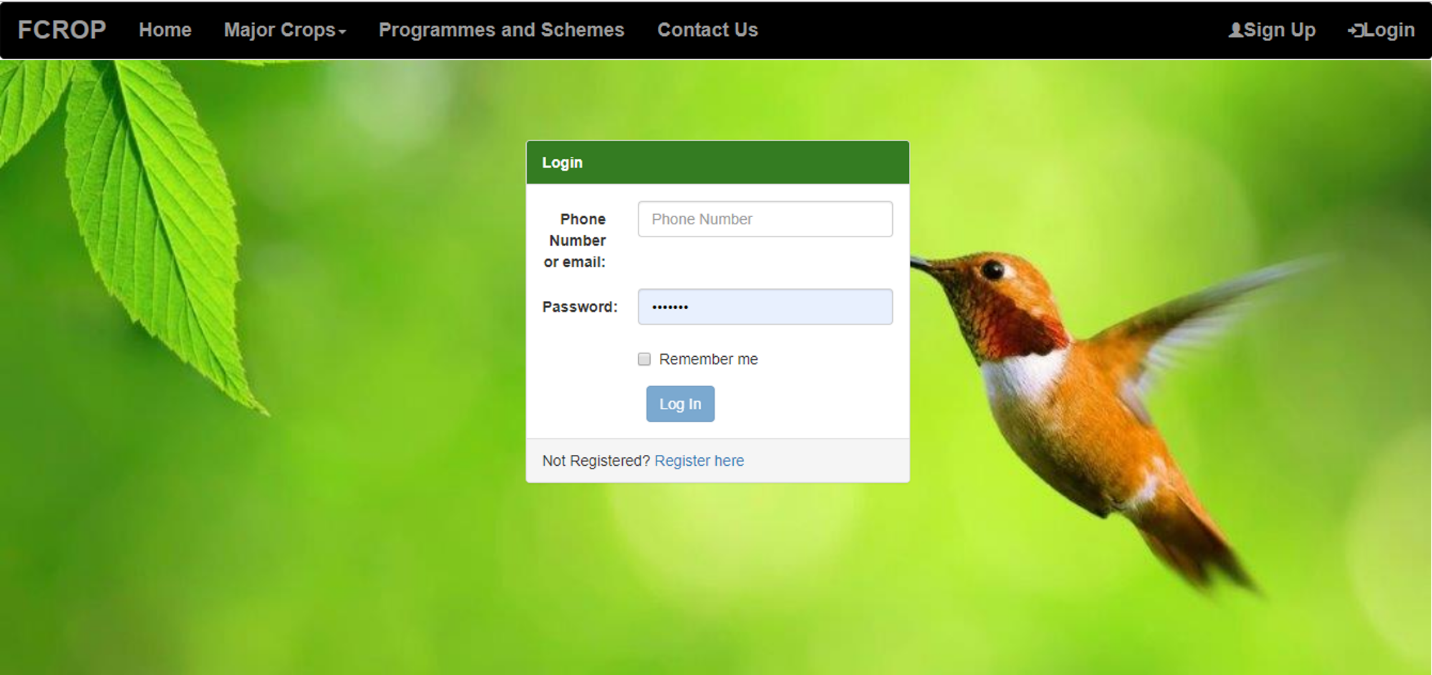 FCROP Home Major Crops Programmes and Schemes Contact Us Sign Up Login
Login
Phone Number or email:
Phone Number
Password:
•••••••
Remember me
Log In
Not Registered? Register here